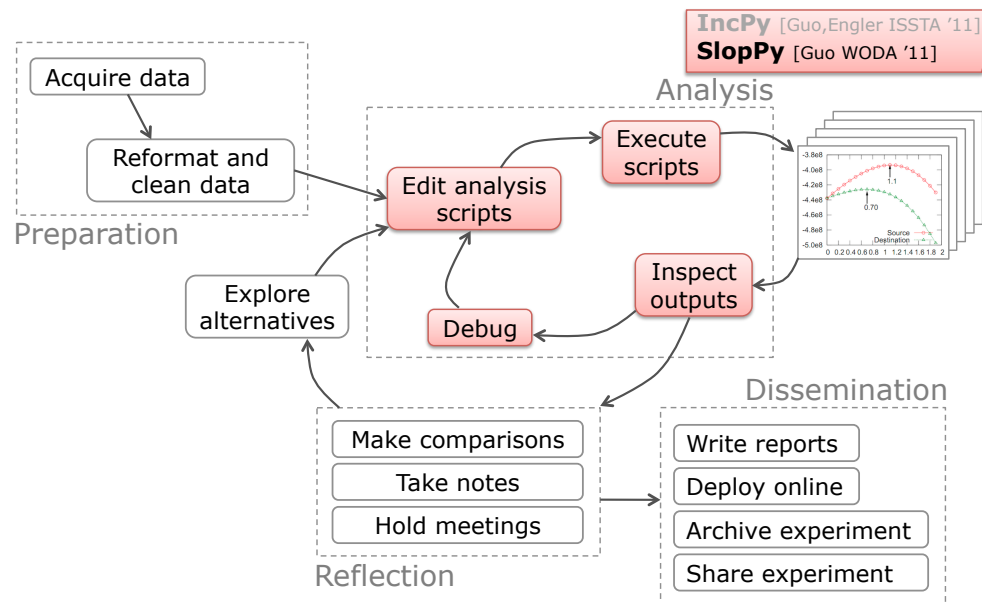 IncPy [Guo,Engler ISSTA '11]
SlopPy [Guo WODA '11]
Acquire data
Reformat and
clean data
Preparation
Analysis
Edit analysis
scripts
Execute
scripts
-3.8e8
-4.0e8
-4.2e8
-4.4e8
-4.6e8
-4.8e8
-5.0e8
1.1
0.70
Source
Destination
0 0.2 0.4 0.6 0.8 1 1.2 1.4 1.6 1.8 2
Inspect
outputs
Debug
Explore
alternatives
Make comparisons
Take notes
Hold meetings
Reflection
Dissemination
Write reports
Deploy online
Archive experiment
Share experiment